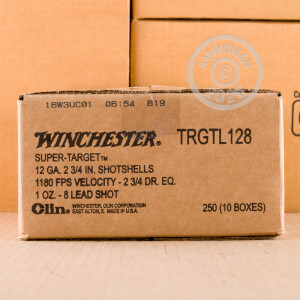 16W3UC01 06:54 619
WINCHESTER® TRGTL128
SUPER-TARGET™
12 GA. 2 3/4 IN. SHOTSHELLS
1180 FPS VELOCITY - 2 3/4 DR. EQ.
1 OZ. - 8 LEAD SHOT
Olin® WINCHESTER, OLIN CORPORATION
EAST ALTON, IL MADE IN U.S.A.
250 (10 BOXES)